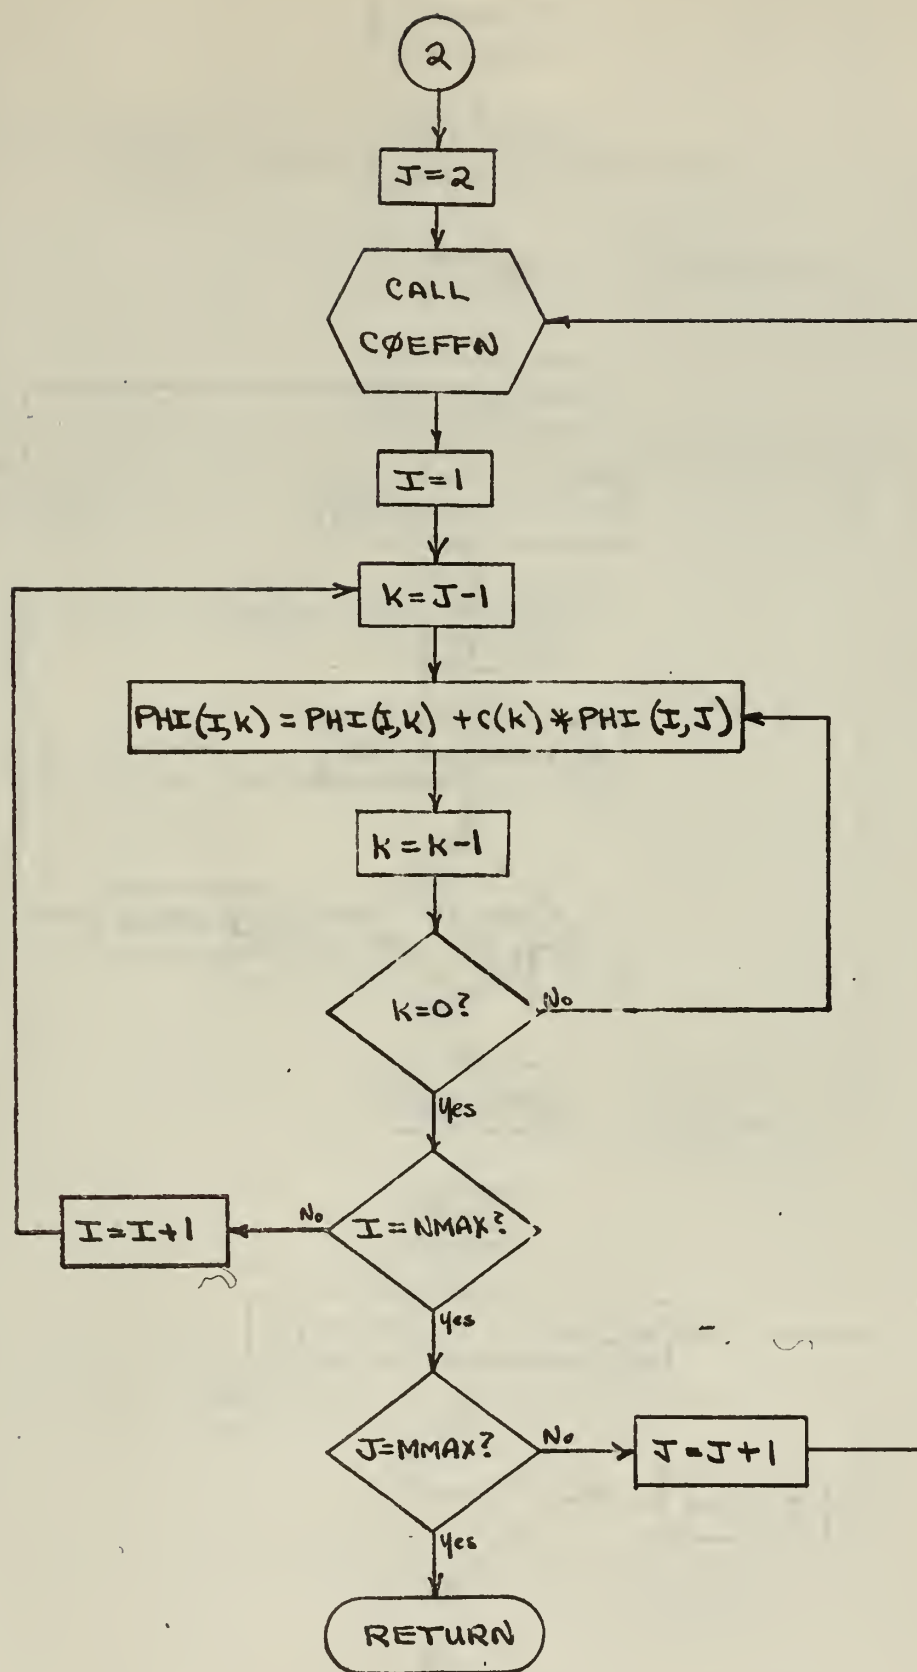 2
J=2
CALL
CØEFFN
I=1
K=J-1
PHI(I,K) = PHI(I,K) + C(K) * PHI(I,J)
K=K-1
K=0?
No
Yes
I=I+1
No
I=NMAX?
Yes
J=MMAX?
No
J=J+1
Yes
RETURN